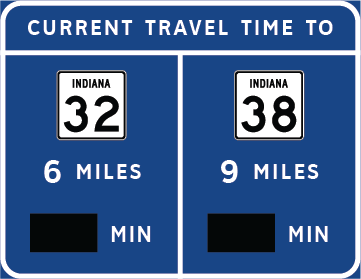 CURRENT TRAVEL TIME TO
INDIANA
32
INDIANA
38
6 MILES
9 MILES
MIN
MIN